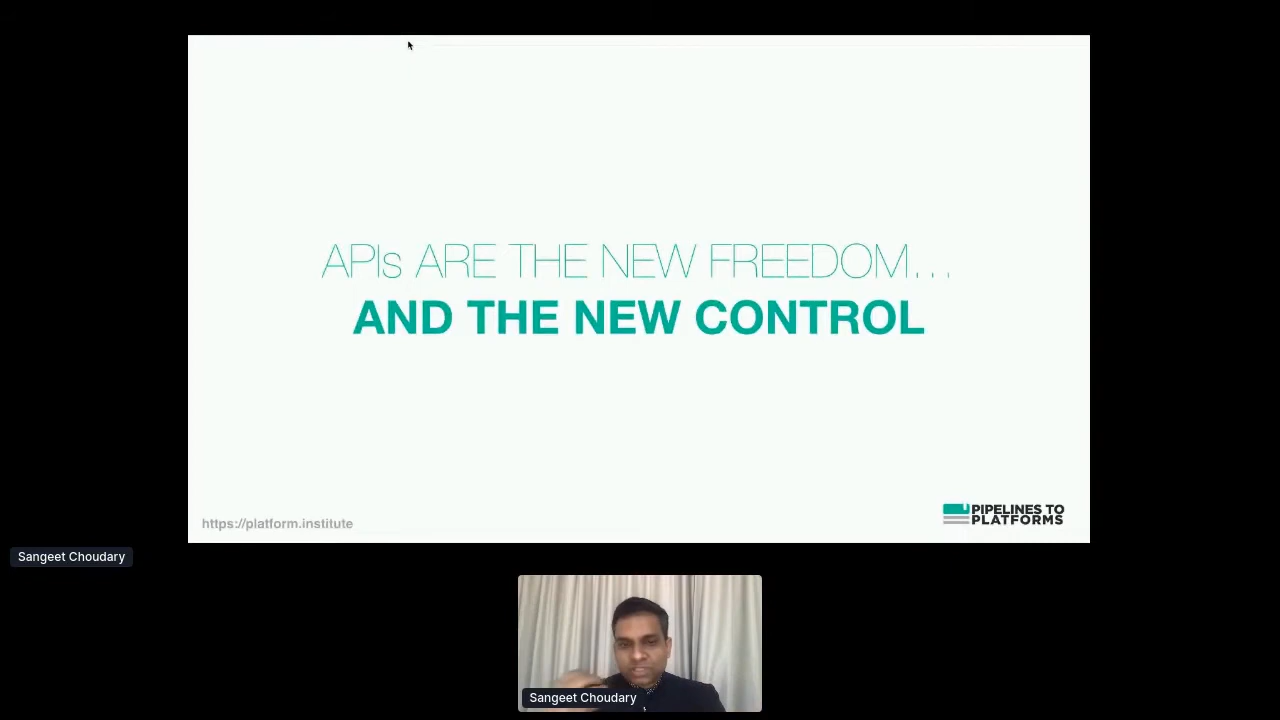 APIs ARE THE NEW FREEDOM...
AND THE NEW CONTROL
https://platform.institute
PIPELINES TO
PLATFORMS
Sangeet Choudary
Sangeet Choudary